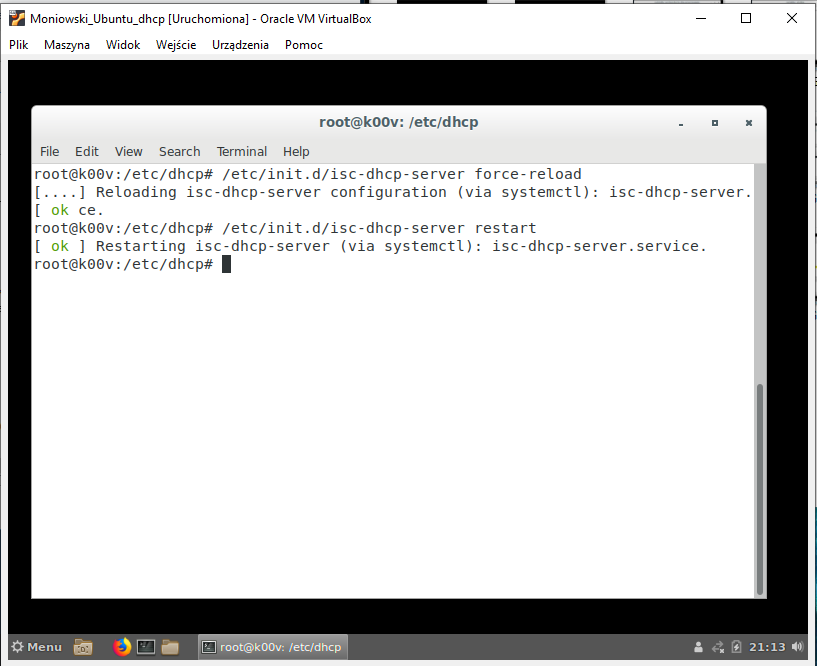 Moniowski_Ubuntu_dhcp [Uruchomiona] - Oracle VM VirtualBox
Plik Maszyna Widok Wejście Urządzenia Pomoc
root@k00v: /etc/dhcp
File Edit View Search Terminal Help
root@k00v:/etc/dhcp# /etc/init.d/isc-dhcp-server force-reload
[....] Reloading isc-dhcp-server configuration (via systemctl): isc-dhcp-server.
[ ok ce.
root@k00v:/etc/dhcp# /etc/init.d/isc-dhcp-server restart
[ ok ] Restarting isc-dhcp-server (via systemctl): isc-dhcp-server.service.
root@k00v:/etc/dhcp#
Menu root@k00v: /etc/dhcp 21:13